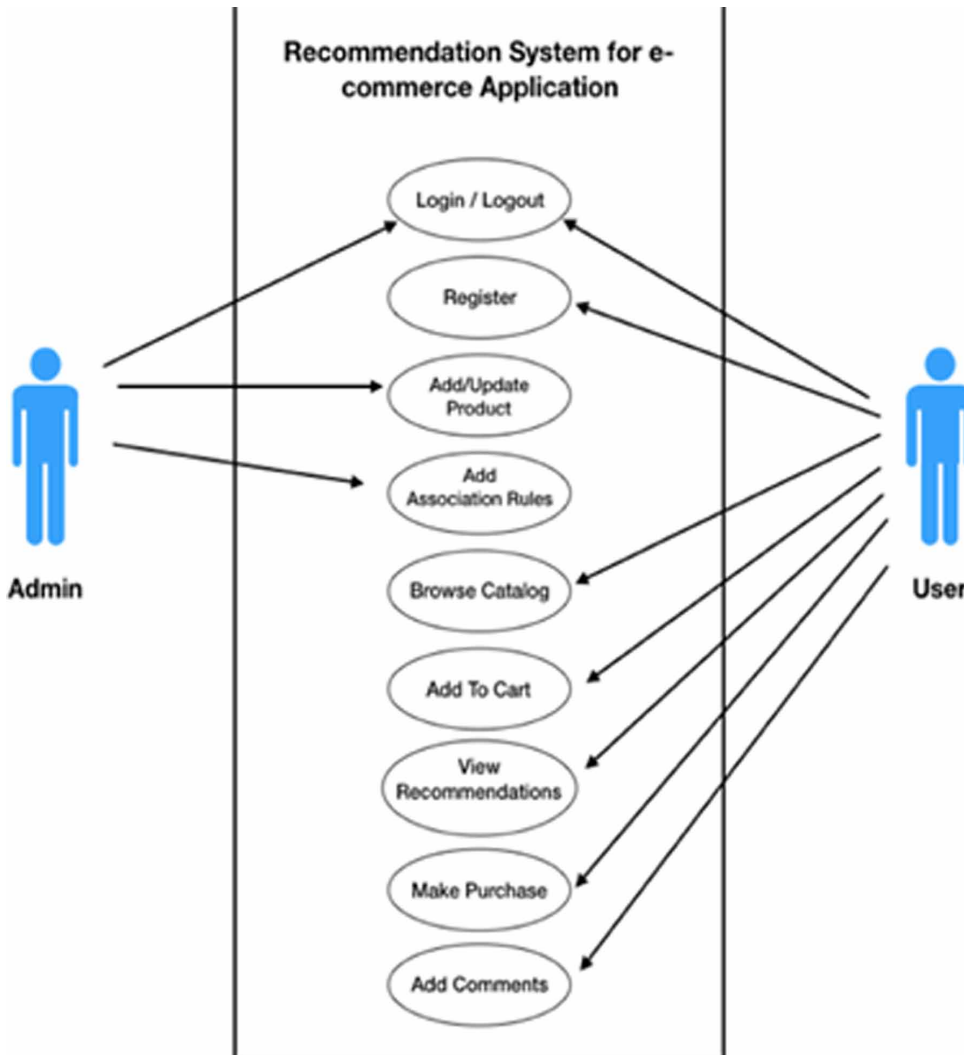 Recommendation System for e-
commerce Application
Login / Logout
Register
Add/Update
Product
Add
Association Rules
Browse Catalog
Admin
User
Add To Cart
View
Recommendations
Make Purchase
Add Comments